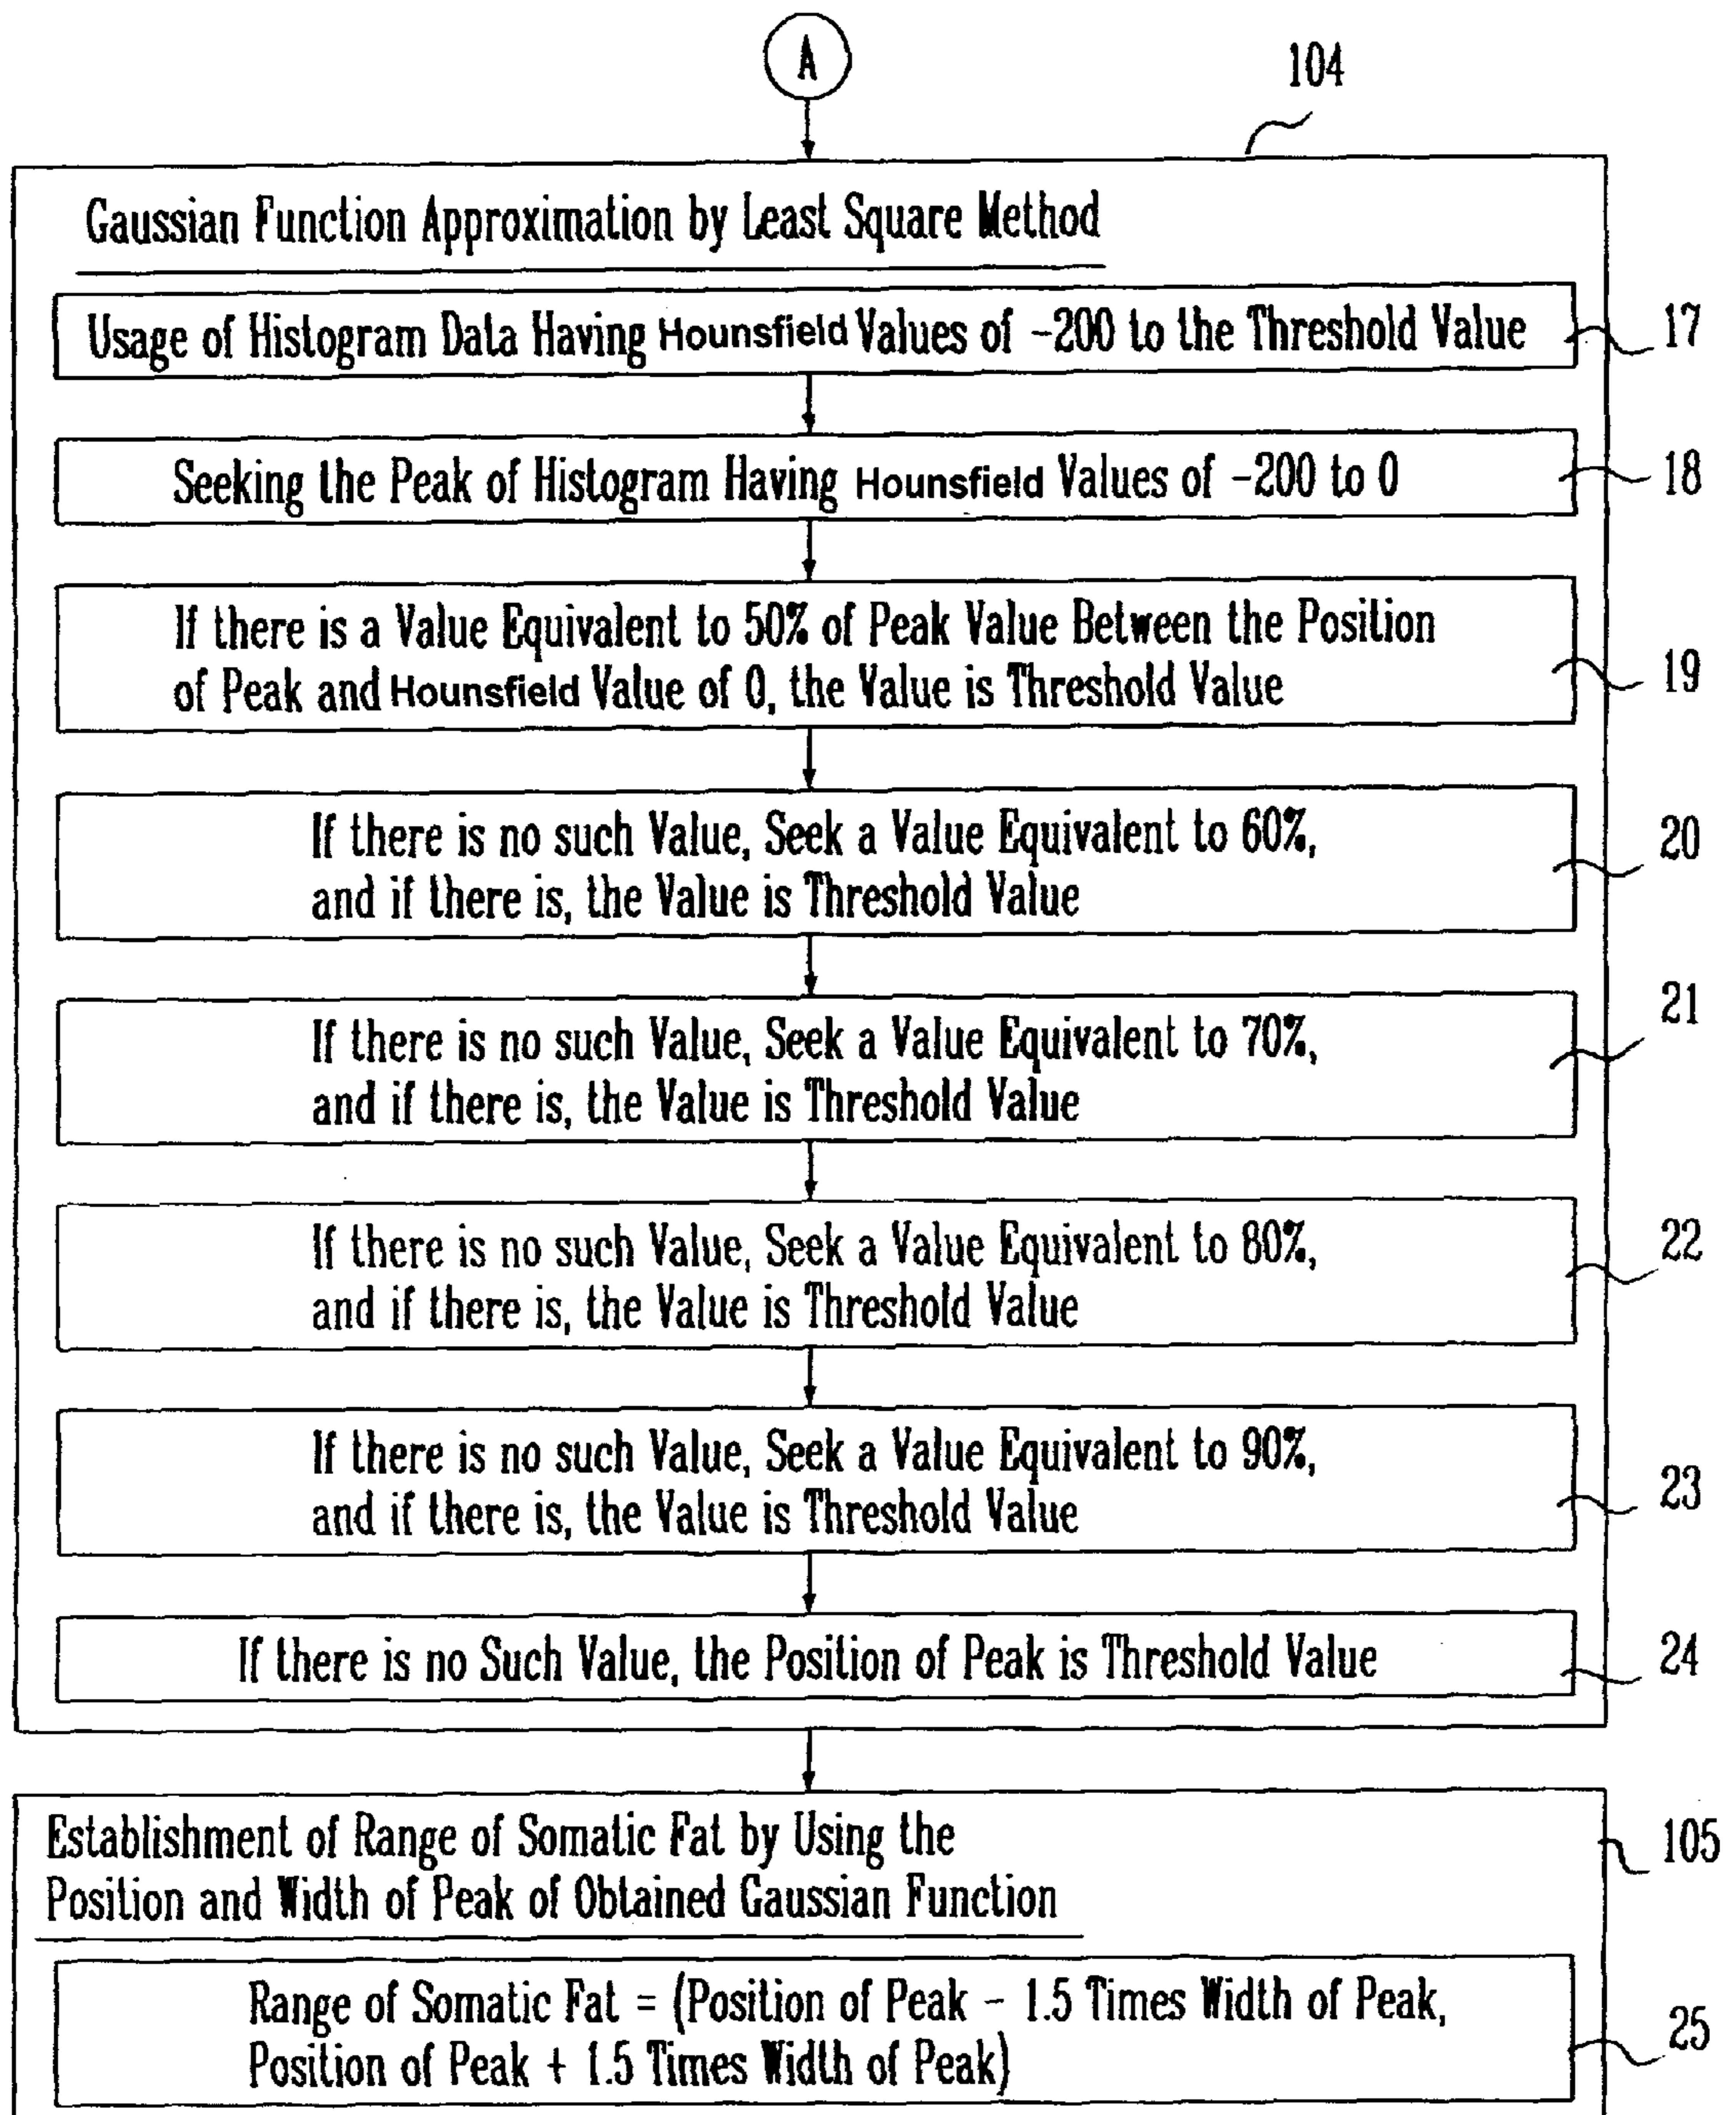 A
104
Gaussian Function Approximation by Least Square Method
Usage of Histogram Data Having Hounsfield Values of -200 to the Threshold Value
17
Seeking the Peak of Histogram Having Hounsfield Values of -200 to 0
18
If there is a Value Equivalent to 50% of Peak Value Between the Position
of Peak and Hounsfield Value of 0, the Value is Threshold Value
19
If there is no such Value, Seek a Value Equivalent to 60%,
and if there is, the Value is Threshold Value
20
If there is no such Value, Seek a Value Equivalent to 70%,
and if there is, the Value is Threshold Value
21
If there is no such Value, Seek a Value Equivalent to 80%,
and if there is, the Value is Threshold Value
22
If there is no such Value, Seek a Value Equivalent to 90%,
and if there is, the Value is Threshold Value
23
If there is no Such Value, the Position of Peak is Threshold Value
24
Establishment of Range of Somatic Fat by Using the
Position and Width of Peak of Obtained Gaussian Function
105
Range of Somatic Fat = (Position of Peak - 1.5 Times Width of Peak,
Position of Peak + 1.5 Times Width of Peak)
25